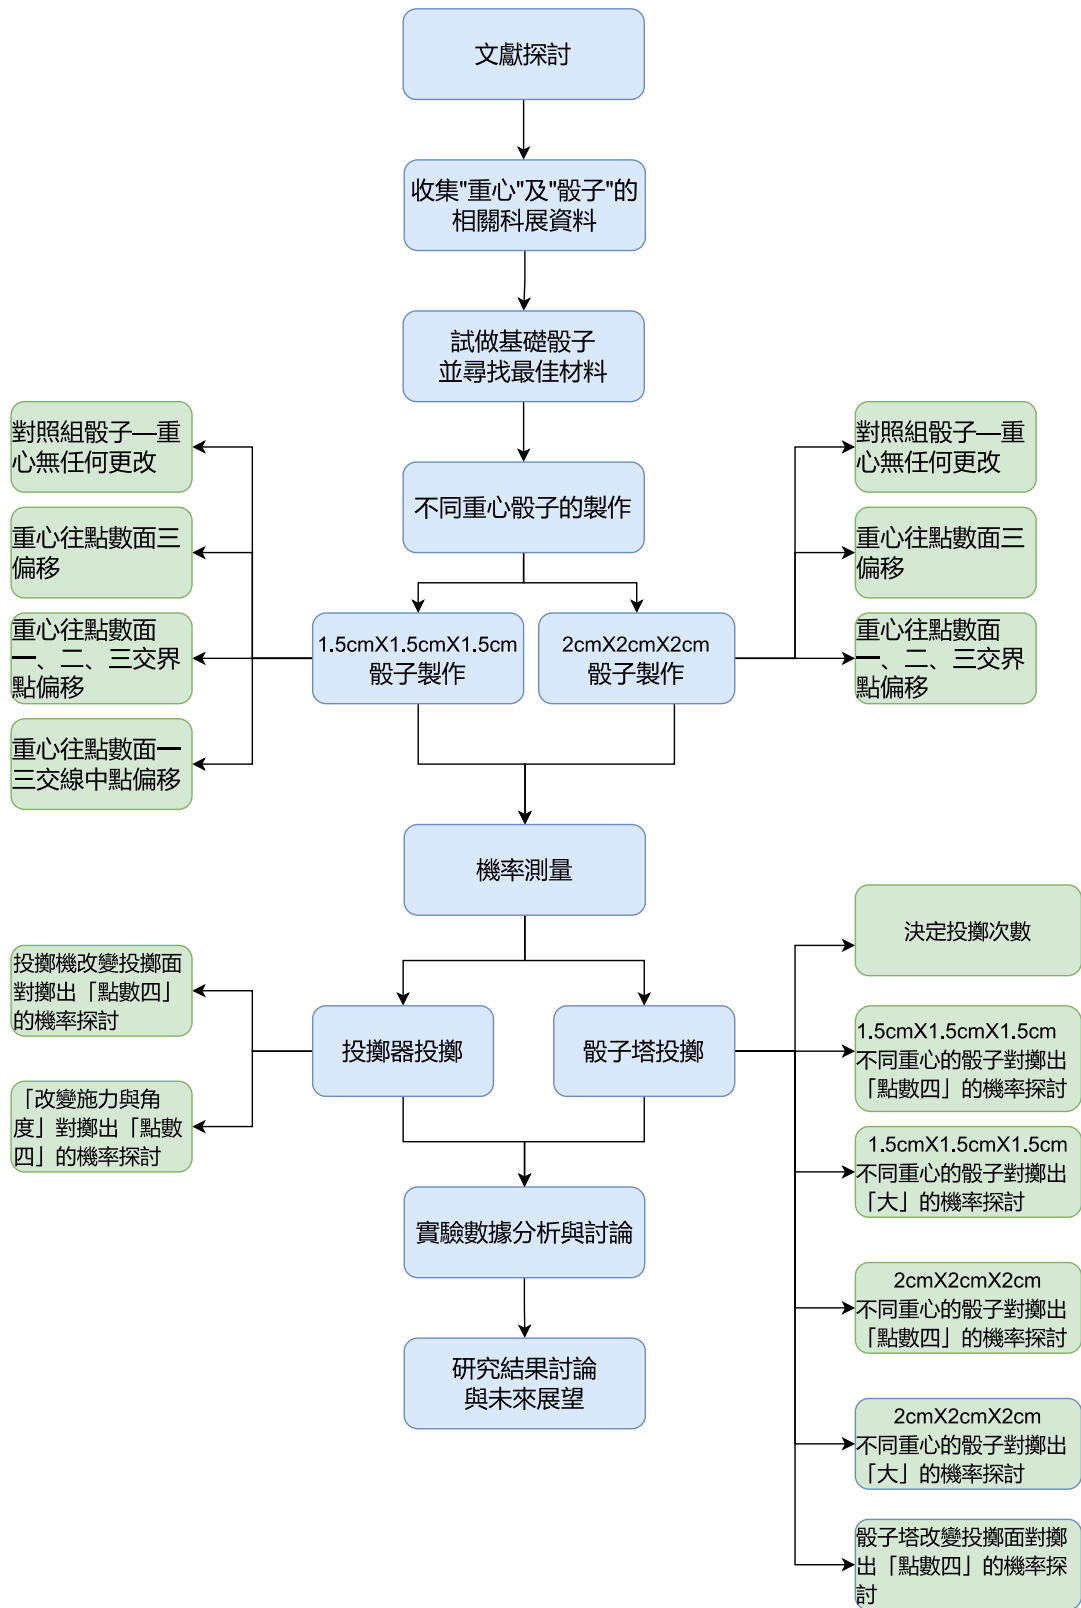 文獻探討
收集"重心"及"骰子"的
相關科展資料
試做基礎骰子
並尋找最佳材料
不同重心骰子的製作
對照組骰子—重
心無任何更改
重心往點數面三
偏移
重心往點數面
一、二、三交界
點偏移
重心往點數面一
三交線中點偏移
1.5cmX1.5cmX1.5cm
骰子製作
2cmX2cmX2cm
骰子製作
對照組骰子—重
心無任何更改
重心往點數面三
偏移
重心往點數面
一、二、三交界
點偏移
機率測量
投擲機改變投擲面
對擲出「點數四」
的機率探討
「改變施力與角
度」對擲出「點數
四」的機率探討
投擲器投擲
骰子塔投擲
決定投擲次數
1.5cmX1.5cmX1.5cm
不同重心的骰子對擲出
「點數四」的機率探討
1.5cmX1.5cmX1.5cm
不同重心的骰子對擲出
「大」的機率探討
2cmX2cmX2cm
不同重心的骰子對擲出
「點數四」的機率探討
2cmX2cmX2cm
不同重心的骰子對擲出
「大」的機率探討
骰子塔改變投擲面對擲
出「點數四」的機率探
討
實驗數據分析與討論
研究結果討論
與未來展望